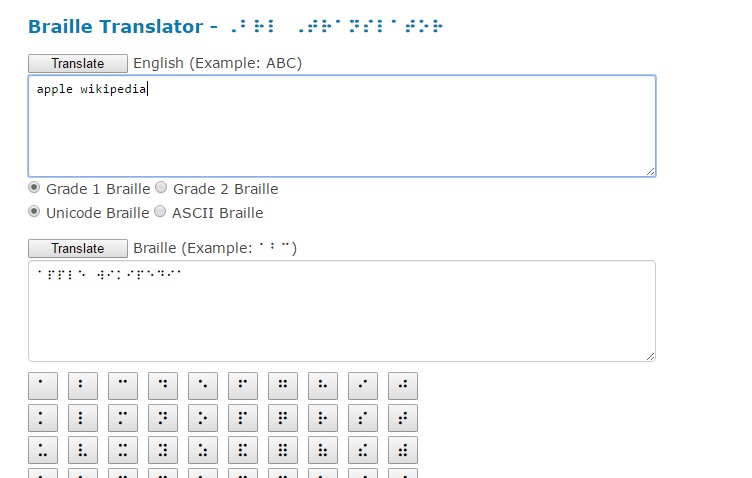 Braille Translator - ⠠⠃⠗⠇ ⠠⠞⠗⠁⠝⠎⠇⠁⠞⠕⠗
Translate English (Example: ABC)
apple wikipedia
Grade 1 Braille Grade 2 Braille
Unicode Braille ASCII Braille
Translate Braille (Example: ⠁⠃⠉)
⠁⠏⠏⠇⠑ ⠺⠊⠅⠊⠏⠑⠙⠊⠁
⠁ ⠃ ⠉ ⠙ ⠑ ⠋ ⠛ ⠓ ⠊ ⠚
⠅ ⠇ ⠍ ⠝ ⠕ ⠏ ⠟ ⠗ ⠎ ⠞
⠥ ⠧ ⠭ ⠽ ⠵ ⠯ ⠿ ⠷ ⠮ ⠾